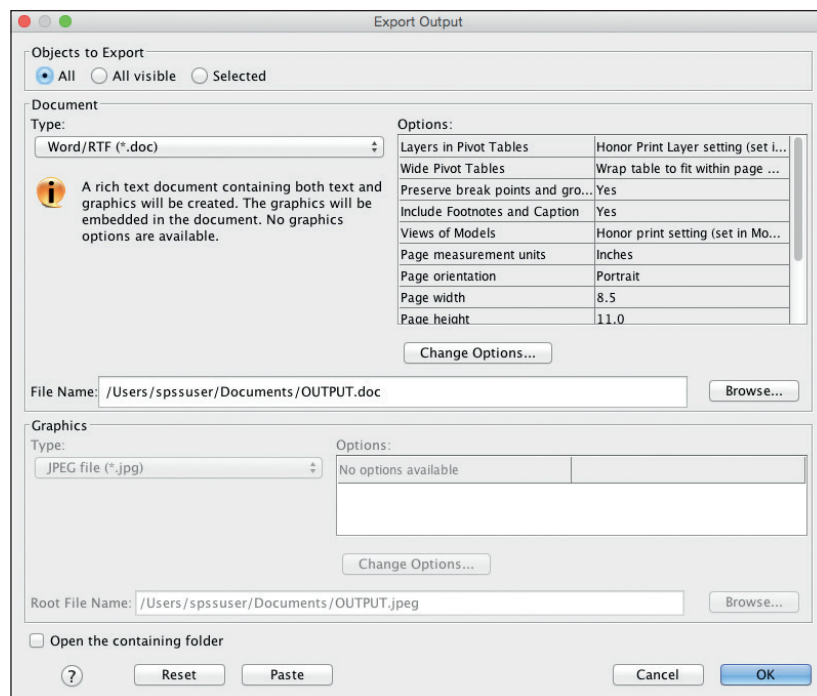 Export Output
Objects to Export
All All visible Selected
Document
Type:
Word/RTF (*.doc)
A rich text document containing both text and
graphics will be created. The graphics will be
embedded in the document. No graphics
options are available.
Options:
Layers in Pivot Tables Honor Print Layer setting (set i...
Wide Pivot Tables Wrap table to fit within page ...
Preserve break points and gro... Yes
Include Footnotes and Caption Yes
Views of Models Honor print setting (set in Mo...
Page measurement units Inches
Page orientation Portrait
Page width 8.5
Page height 11.0
Change Options...
File Name: /Users/spssuser/Documents/OUTPUT.doc Browse...
Graphics
Type:
JPEG file (*.jpg)
Options:
No options available
Change Options...
Root File Name: /Users/spssuser/Documents/OUTPUT.jpeg Browse...
Open the containing folder
? Reset Paste Cancel OK